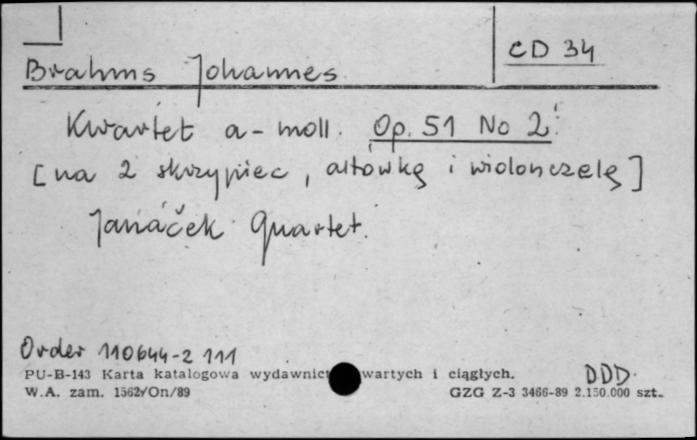 CD 34
Brahms Johannes
Kwartet a-moll. Op. 51 No 2.
[na 2 skrzypiec, altówkę i wiolonczelę]
Janáček Quartet.
Order 110644-2 111
PU-B-143 Karta katalogowa wartych i ciągłych. DDD.
W.A. zam. 1562/On/89 GZG Z-3 3466-89 2.150.000 szt.